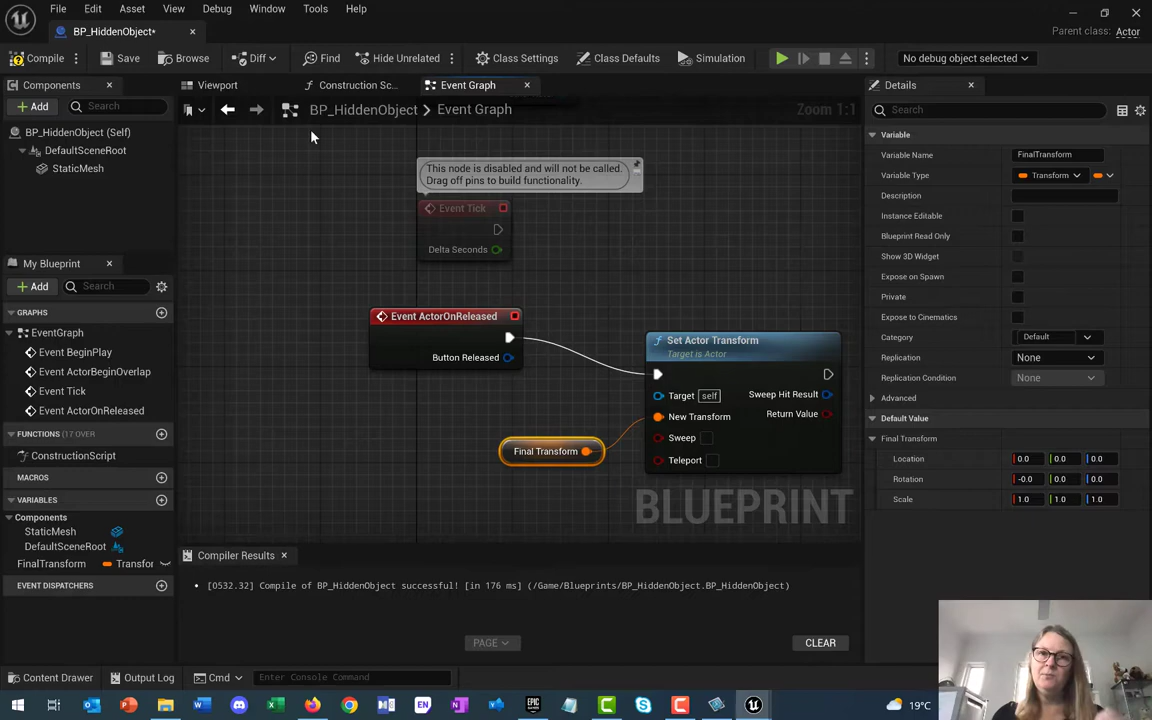 File Edit Asset View Debug Window Tools Help
BP_HiddenObject*
Parent class: Actor
Compile Save Browse Diff Find Hide Unrelated Class Settings Class Defaults Simulation No debug object selected
Components
Add Search
BP_HiddenObject (Self)
DefaultSceneRoot
StaticMesh
My Blueprint
Add Search
GRAPHS
EventGraph
Event BeginPlay
Event ActorBeginOverlap
Event Tick
Event ActorOnReleased
FUNCTIONS (17 OVER
ConstructionScript
MACROS
VARIABLES
Components
StaticMesh
DefaultSceneRoot
FinalTransform Transfor
EVENT DISPATCHERS
Viewport Construction Sc... Event Graph
BP_HiddenObject > Event Graph Zoom 1:1
This node is disabled and will not be called.
Drag off pins to build functionality.
Event Tick
Delta Seconds
Event ActorOnReleased
Button Released
Set Actor Transform
Target is Actor
Target self Sweep Hit Result
New Transform Return Value
Sweep
Teleport
Final Transform
BLUEPRINT
Compiler Results
[0532.32] Compile of BP_HiddenObject successful! [in 176 ms] (/Game/Blueprints/BP_HiddenObject.BP_HiddenObject)
PAGE CLEAR
Details
Search
Variable
Variable Name FinalTransform
Variable Type Transform
Description
Instance Editable
Blueprint Read Only
Show 3D Widget
Expose on Spawn
Private
Expose to Cinematics
Category Default
Replication None
Replication Condition None
Advanced
Default Value
Final Transform
Location 0.0 0.0 0.0
Rotation -0.0 0.0 0.0
Scale 1.0 1.0 1.0
Content Drawer Output Log Cmd Enter Console Command
EN EPIC GAMES 19°C